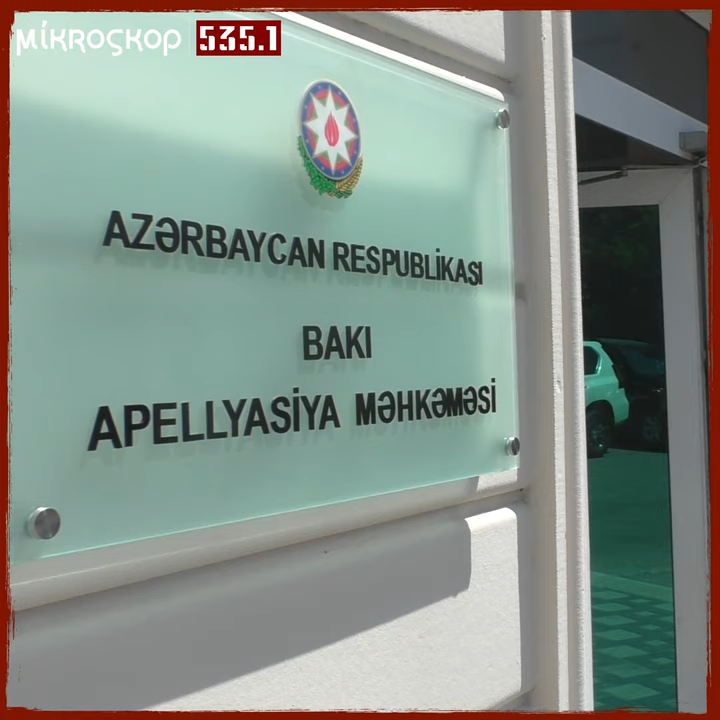 MİKROSKOP 535.1
AZƏRBAYCAN RESPUBLİKASI
BAKI
APELLYASİYA MƏHKƏMƏSİ